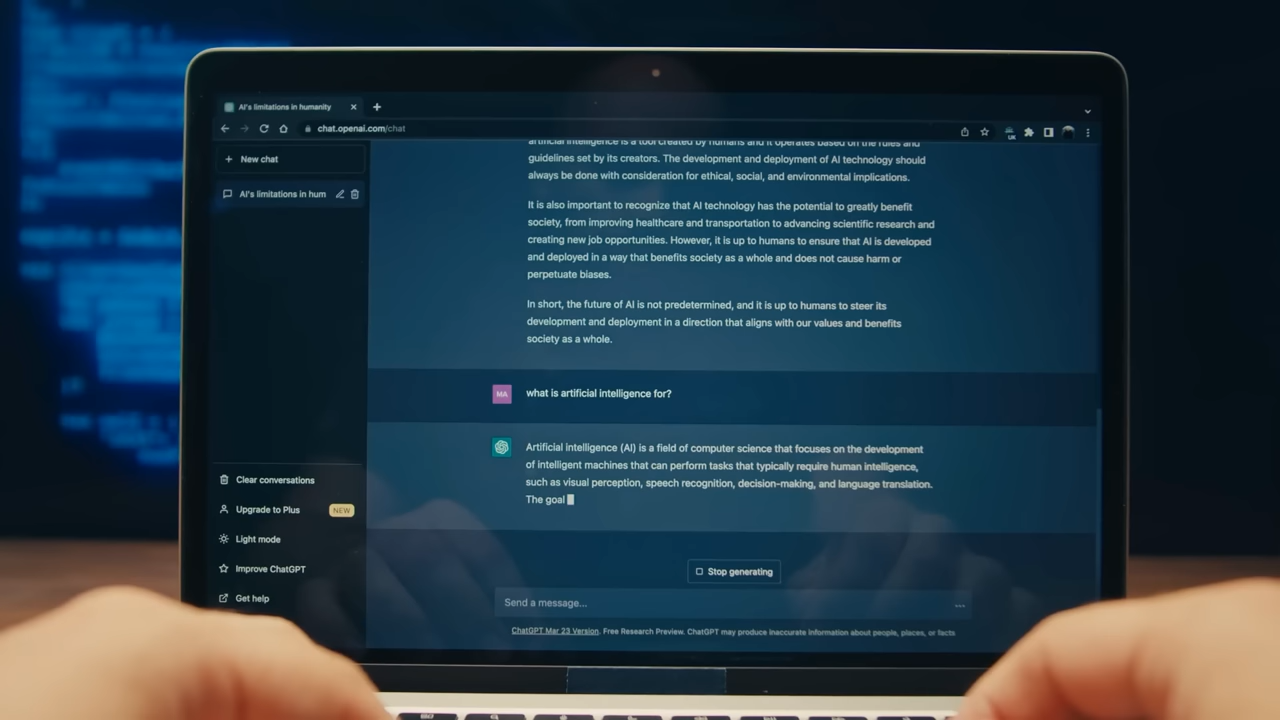 AI's limitations in humanity
chat.openai.com/chat
UK
New chat
AI's limitations in hum
artificial intelligence is a tool created by humans and it operates based on the rules and
guidelines set by its creators. The development and deployment of AI technology should
always be done with consideration for ethical, social, and environmental implications.
It is also important to recognize that AI technology has the potential to greatly benefit
society, from improving healthcare and transportation to advancing scientific research and
creating new job opportunities. However, it is up to humans to ensure that AI is developed
and deployed in a way that benefits society as a whole and does not cause harm or
perpetuate biases.
In short, the future of AI is not predetermined, and it is up to humans to steer its
development and deployment in a direction that aligns with our values and benefits
society as a whole.
MA
what is artificial intelligence for?
Artificial intelligence (AI) is a field of computer science that focuses on the development
of intelligent machines that can perform tasks that typically require human intelligence,
such as visual perception, speech recognition, decision-making, and language translation.
The goal
Clear conversations
Upgrade to Plus NEW
Light mode
Improve ChatGPT
Get help
Stop generating
Send a message...
ChatGPT Mar 23 Version. Free Research Preview. ChatGPT may produce inaccurate information about people, places, or facts